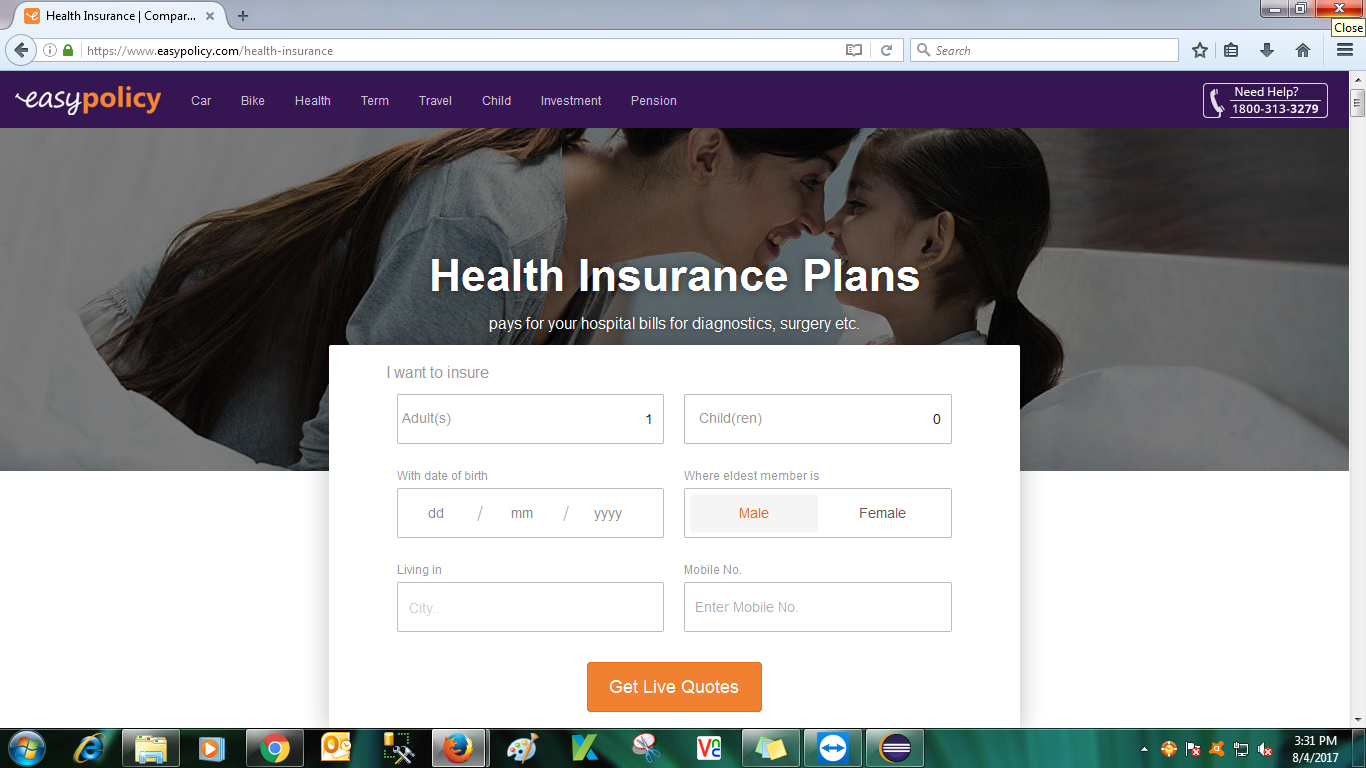 Health Insurance | Compar...
Close
https://www.easypolicy.com/health-insurance
Search
easypolicy
Car
Bike
Health
Term
Travel
Child
Investment
Pension
Need Help?
1800-313-3279
Health Insurance Plans
pays for your hospital bills for diagnostics, surgery etc.
I want to insure
Adult(s) 1
Child(ren) 0
With date of birth
Where eldest member is
dd / mm / yyyy
Male
Female
Living in
Mobile No.
City..
Enter Mobile No.
Get Live Quotes
3:31 PM
8/4/2017